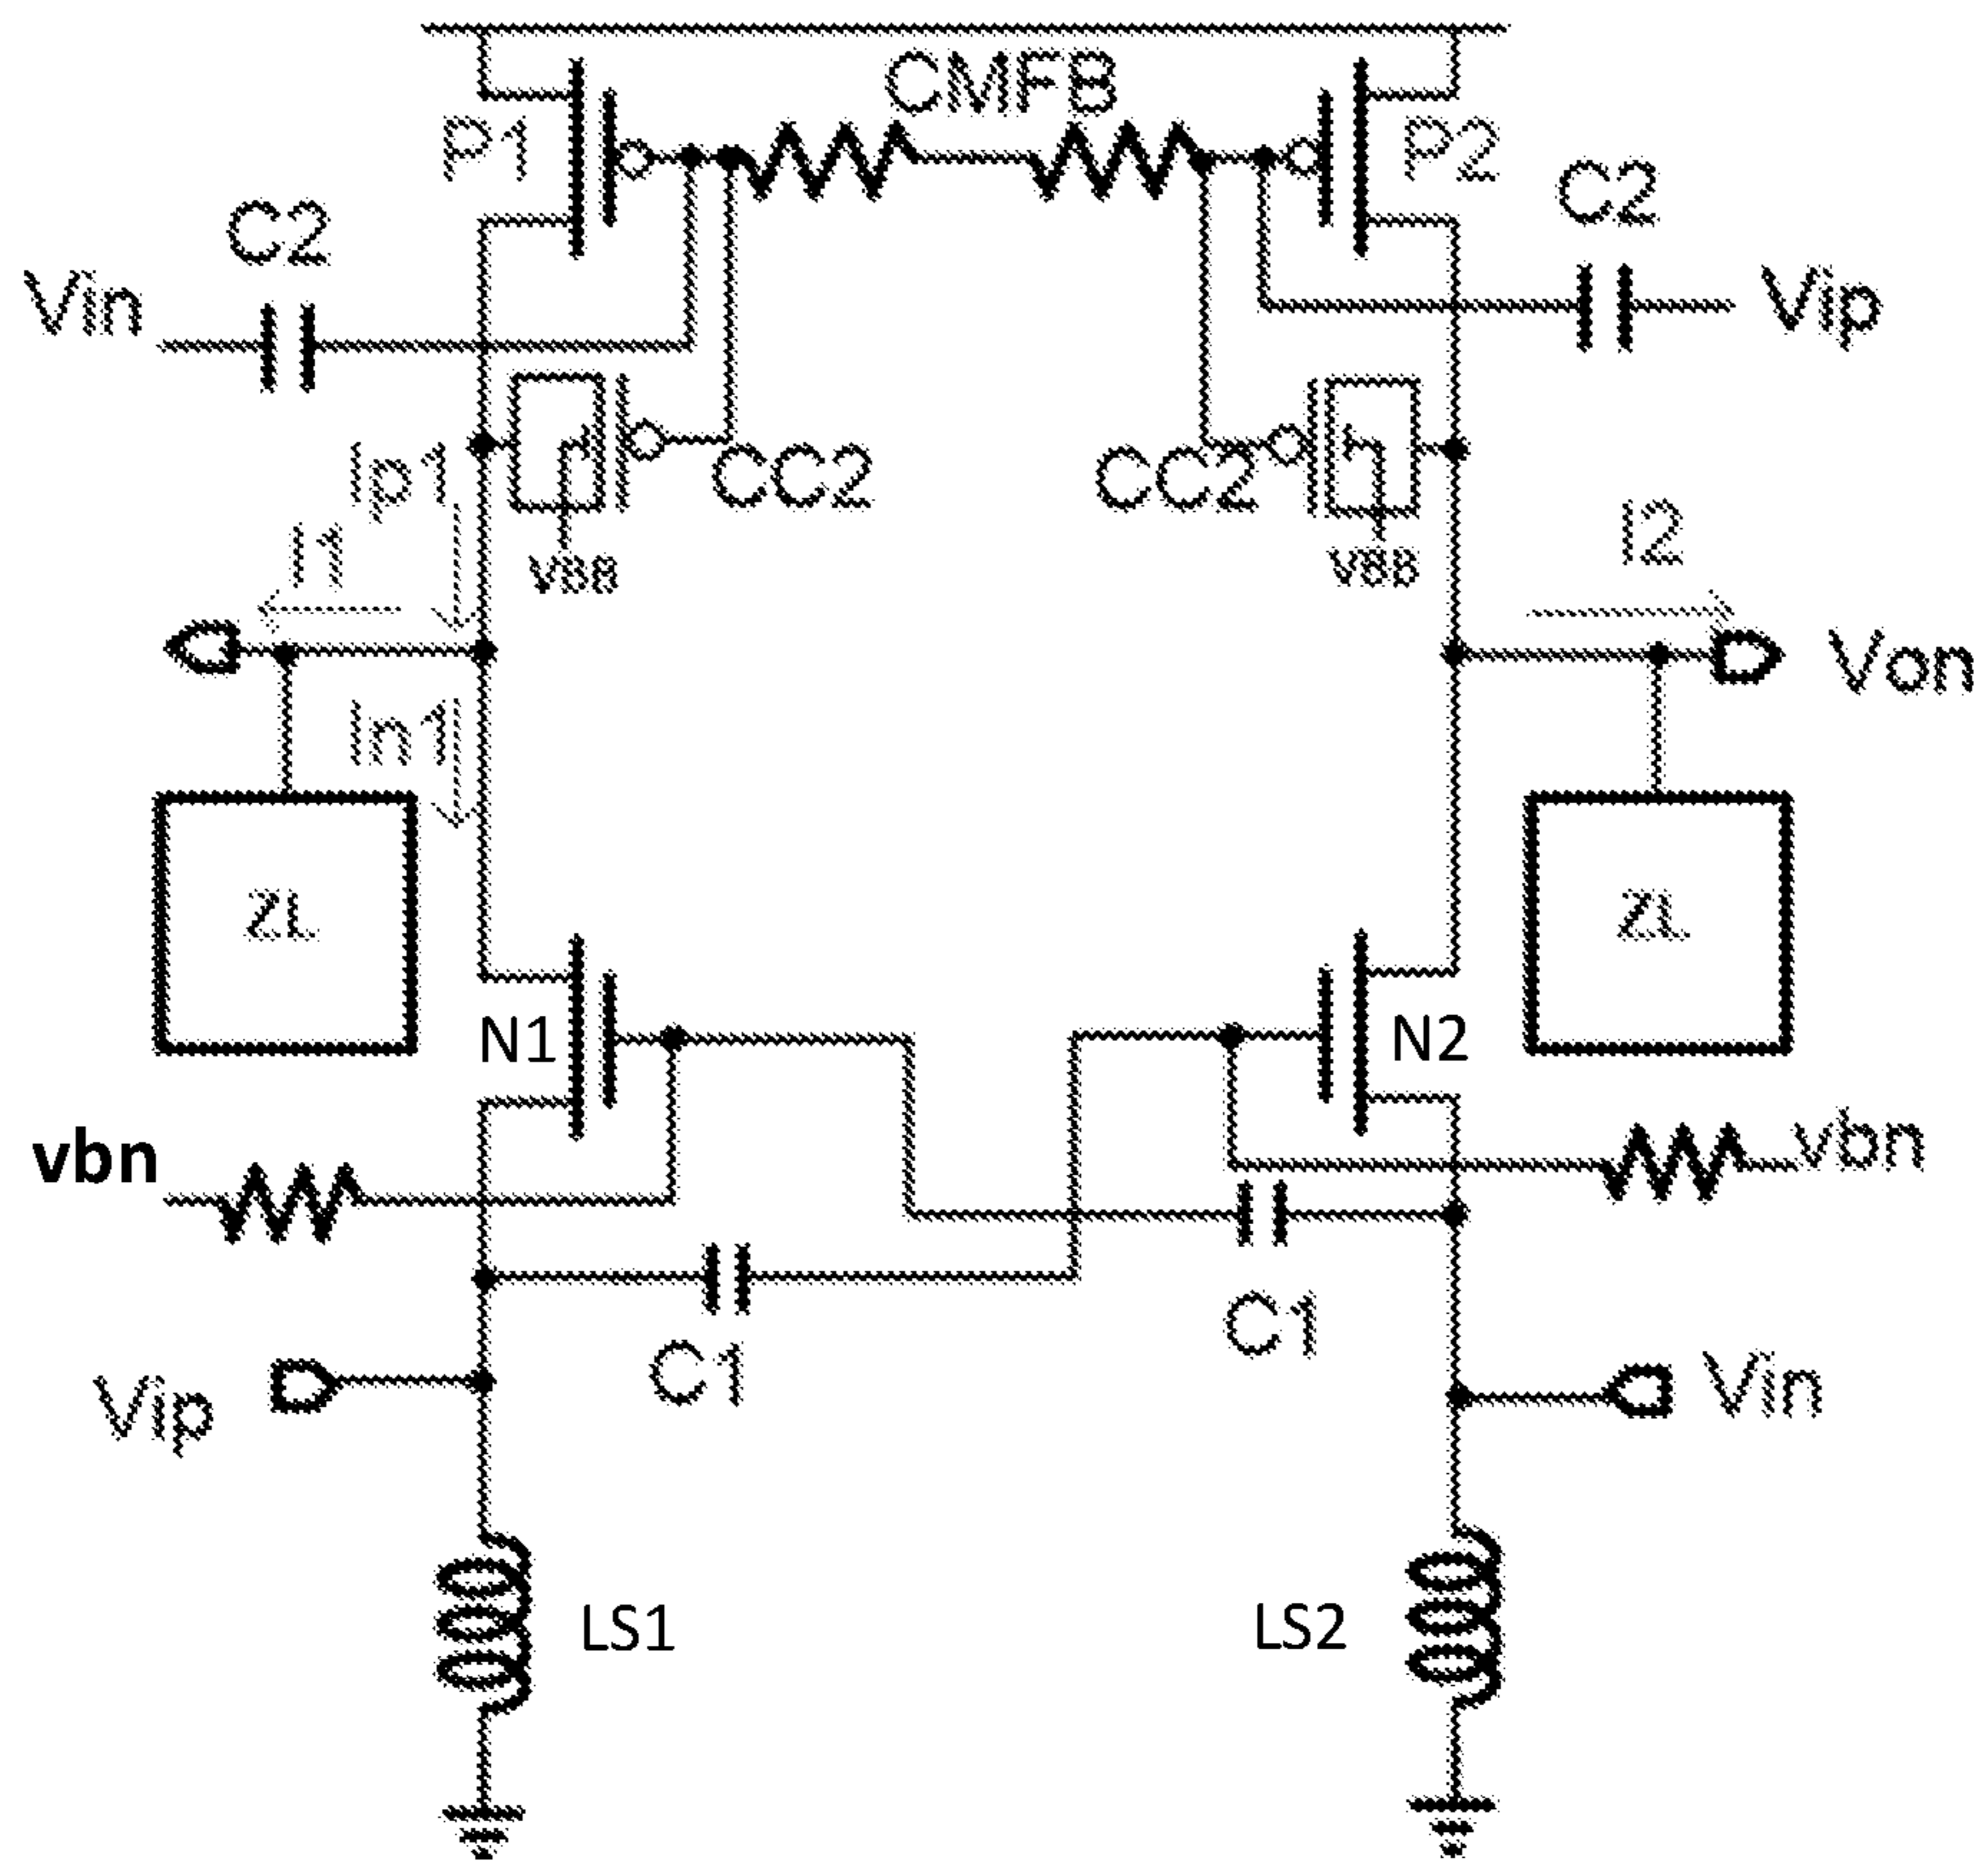 CMFB
P1
P2
C2
C2
Vin
Vip
Ip1
CC2
CC2
I1
I2
VBB
VBB
Von
In1
ZL
ZL
N1
N2
vbn
vbn
C1
C1
Vip
Vin
LS1
LS2